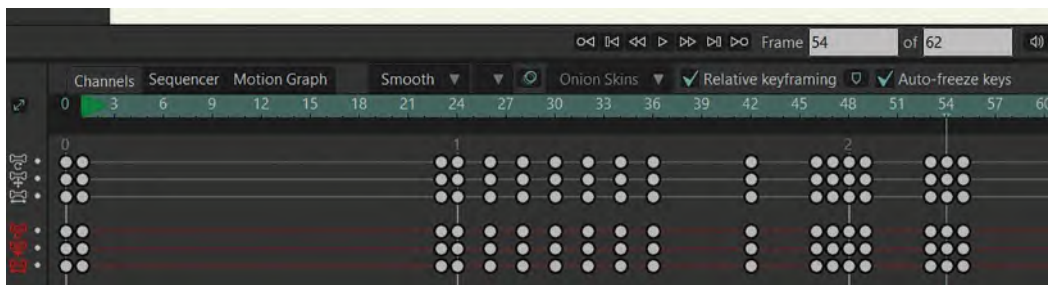 Frame 54 of 62
Channels Sequencer Motion Graph Smooth Onion Skins Relative keyframing Auto-freeze keys
0 3 6 9 12 15 18 21 24 27 30 33 36 39 42 45 48 51 54 57 60
0 1 2